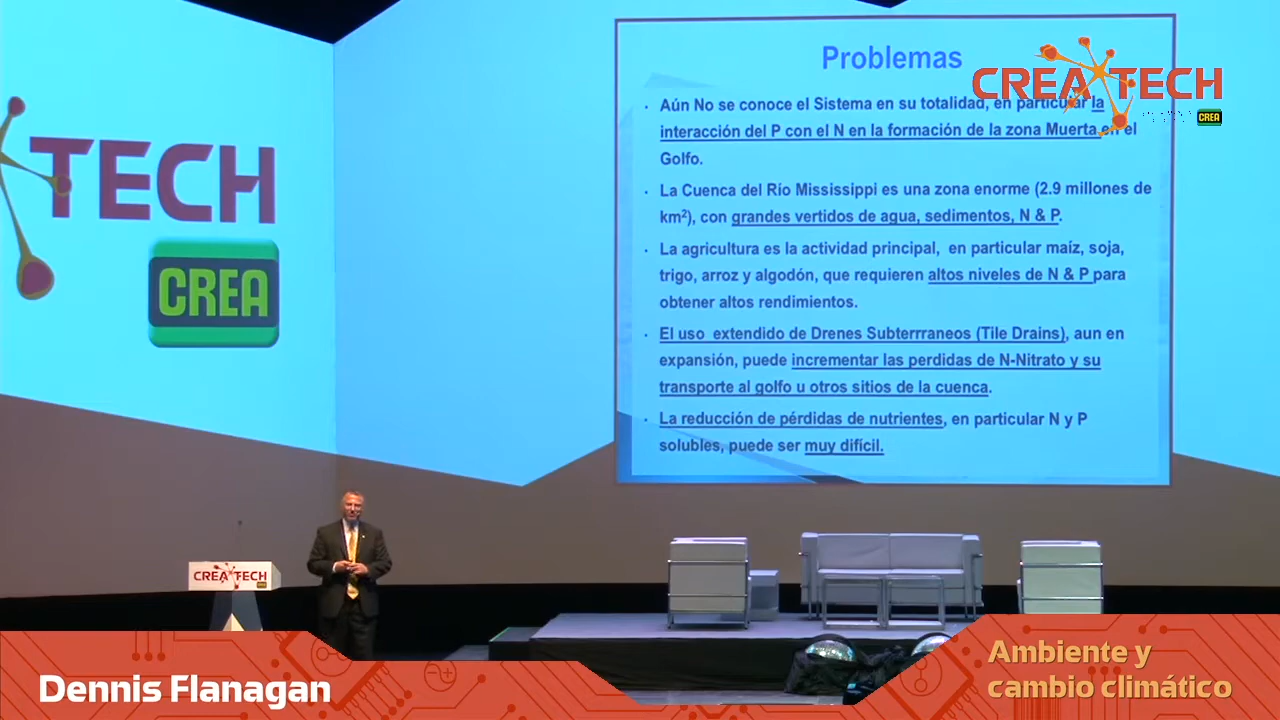 Problemas
CREA TECH
CREA
· Aún No se conoce el Sistema en su totalidad, en particular la
interacción del P con el N en la formación de la zona Muerta en el
Golfo.
· La Cuenca del Río Mississippi es una zona enorme (2.9 millones de
km²), con grandes vertidos de agua, sedimentos, N & P.
· La agricultura es la actividad principal, en particular maíz, soja,
trigo, arroz y algodón, que requieren altos niveles de N & P para
obtener altos rendimientos.
· El uso extendido de Drenes Subterrraneos (Tile Drains), aun en
expansión, puede incrementar las perdidas de N-Nitrato y su
transporte al golfo u otros sitios de la cuenca.
· La reducción de pérdidas de nutrientes, en particular N y P
solubles, puede ser muy difícil.
TECH
CREA
CREA TECH
Dennis Flanagan
Ambiente y
cambio climático